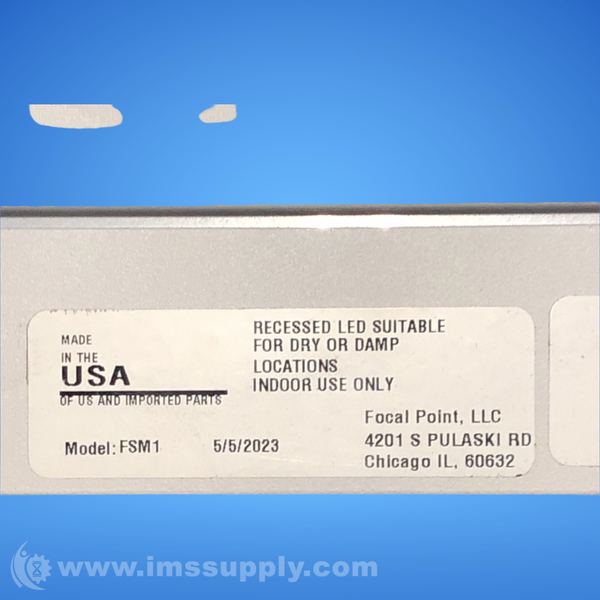 MADE
IN THE
USA
OF US AND IMPORTED PARTS
Model: FSM1 5/5/2023
RECESSED LED SUITABLE
FOR DRY OR DAMP
LOCATIONS
INDOOR USE ONLY
Focal Point, LLC
4201 S PULASKI RD
Chicago IL, 60632
www.imssupply.com